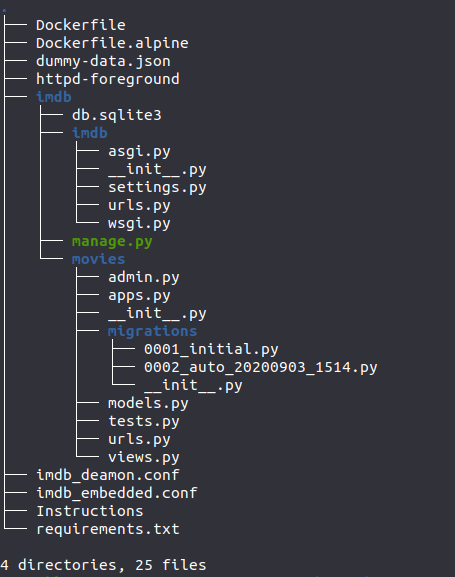 .
├── Dockerfile
├── Dockerfile.alpine
├── dummy-data.json
├── httpd-foreground
├── imdb
│   ├── db.sqlite3
│   ├── imdb
│   │   ├── asgi.py
│   │   ├── __init__.py
│   │   ├── settings.py
│   │   ├── urls.py
│   │   └── wsgi.py
│   ├── manage.py
│   └── movies
│       ├── admin.py
│       ├── apps.py
│       ├── __init__.py
│       ├── migrations
│       │   ├── 0001_initial.py
│       │   ├── 0002_auto_20200903_1514.py
│       │   └── __init__.py
│       ├── models.py
│       ├── tests.py
│       ├── urls.py
│       └── views.py
├── imdb_deamon.conf
├── imdb_embedded.conf
├── Instructions
└── requirements.txt

4 directories, 25 files